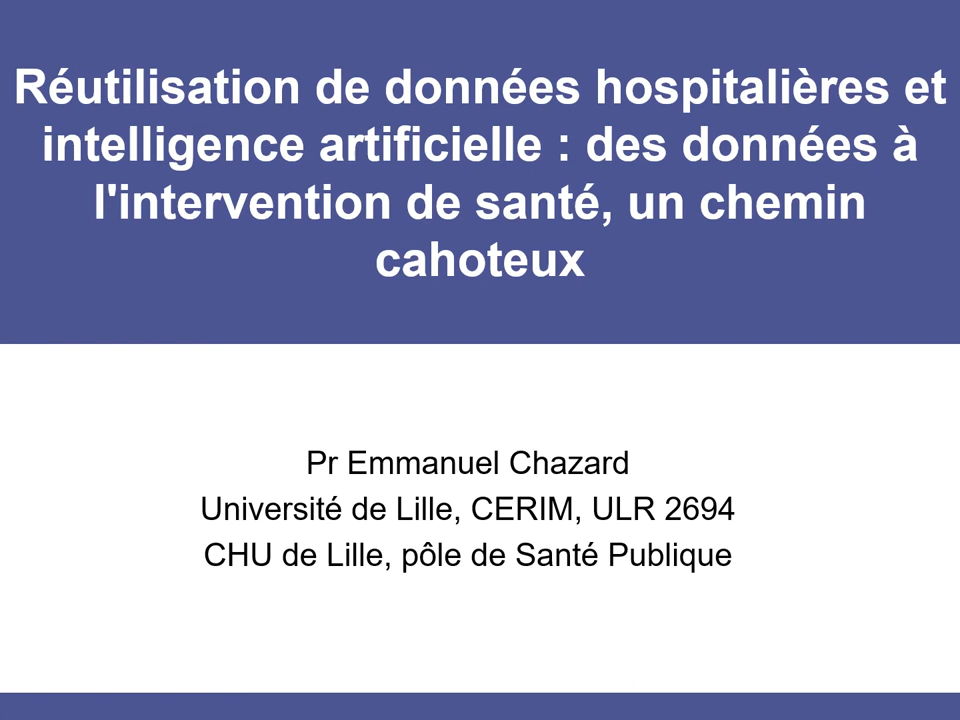 Réutilisation de données hospitalières et
intelligence artificielle : des données à
l'intervention de santé, un chemin
cahoteux
Pr Emmanuel Chazard
Université de Lille, CERIM, ULR 2694
CHU de Lille, pôle de Santé Publique